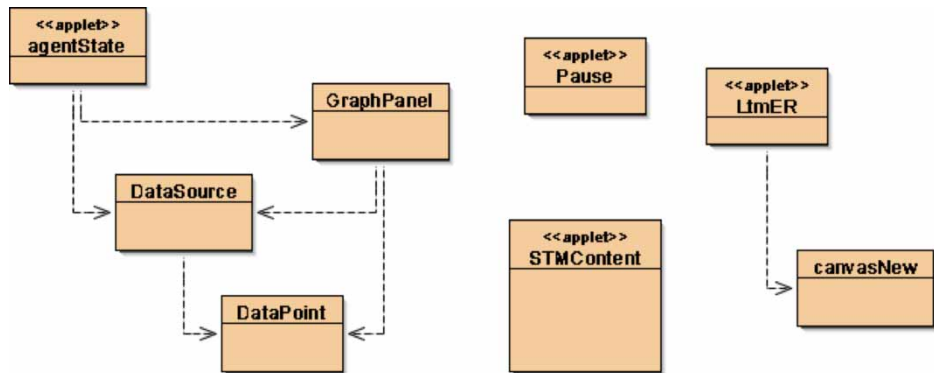 <<applet>>
agentState
GraphPanel
DataSource
DataPoint
<<applet>>
Pause
<<applet>>
LtmER
<<applet>>
STMContent
canvasNew